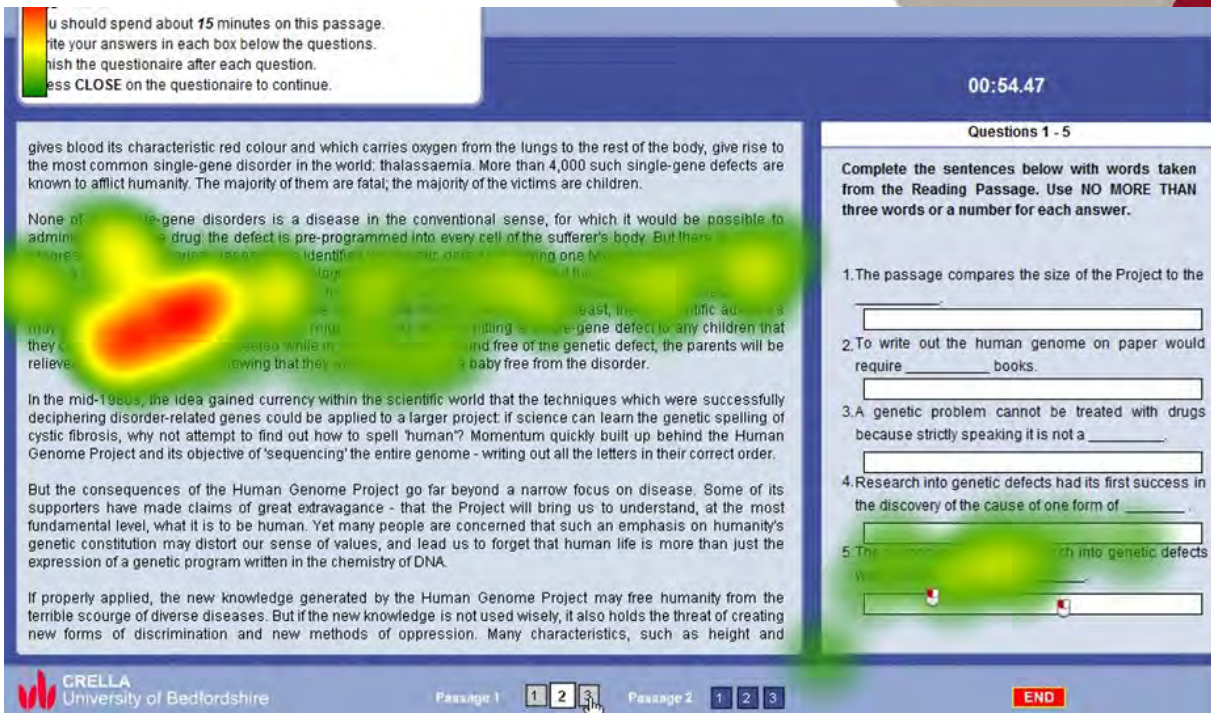 u should spend about 15 minutes on this passage.
ite your answers in each box below the questions.
ish the questionaire after each question.
ess CLOSE on the questionaire to continue.
00:54.47
gives blood its characteristic red colour and which carries oxygen from the lungs to the rest of the body, give rise to
the most common single-gene disorder in the world: thalassaemia. More than 4,000 such single-gene defects are
known to afflict humanity. The majority of them are fatal; the majority of the victims are children.
None of -gene disorders is a disease in the conventional sense, for which it would be possible to
admin drug: the defect is pre-programmed into every cell of the sufferer's body. But there
identified
least, the scientific
may -gene defect to any children that
they while in found free of the genetic defect, the parents will be
relieved knowing that they baby free from the disorder.
In the mid-1980s, the idea gained currency within the scientific world that the techniques which were successfully
deciphering disorder-related genes could be applied to a larger project: if science can learn the genetic spelling of
cystic fibrosis, why not attempt to find out how to spell 'human'? Momentum quickly built up behind the Human
Genome Project and its objective of 'sequencing' the entire genome - writing out all the letters in their correct order.
But the consequences of the Human Genome Project go far beyond a narrow focus on disease. Some of its
supporters have made claims of great extravagance - that the Project will bring us to understand, at the most
fundamental level, what it is to be human. Yet many people are concerned that such an emphasis on humanity's
genetic constitution may distort our sense of values, and lead us to forget that human life is more than just the
expression of a genetic program written in the chemistry of DNA.
If properly applied, the new knowledge generated by the Human Genome Project may free humanity from the
terrible scourge of diverse diseases. But if the new knowledge is not used wisely, it also holds the threat of creating
new forms of discrimination and new methods of oppression. Many characteristics, such as height and
Questions 1 - 5
Complete the sentences below with words taken
from the Reading Passage. Use NO MORE THAN
three words or a number for each answer.
1.The passage compares the size of the Project to the
________.
2.To write out the human genome on paper would
require ________ books.
3.A genetic problem cannot be treated with drugs
because strictly speaking it is not a ________.
4.Research into genetic defects had its first success in
the discovery of the cause of one form of ________.
5.The into genetic defects
CRELLA
University of Bedfordshire
Passage 1 1 2 3 Passage 2 1 2 3
END